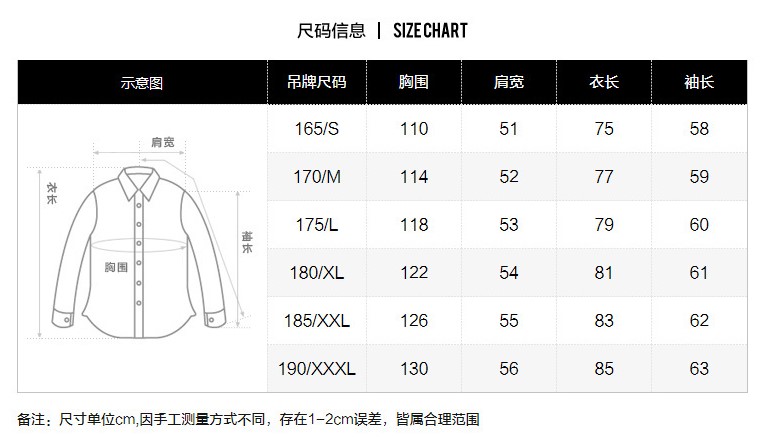 尺码信息 | SIZE CHART
示意图 吊牌尺码 胸围 肩宽 衣长 袖长
肩宽
衣长
袖长
胸围
165/S 110 51 75 58
170/M 114 52 77 59
175/L 118 53 79 60
180/XL 122 54 81 61
185/XXL 126 55 83 62
190/XXXL 130 56 85 63
备注：尺寸单位cm,因手工测量方式不同，存在1-2cm误差，皆属合理范围